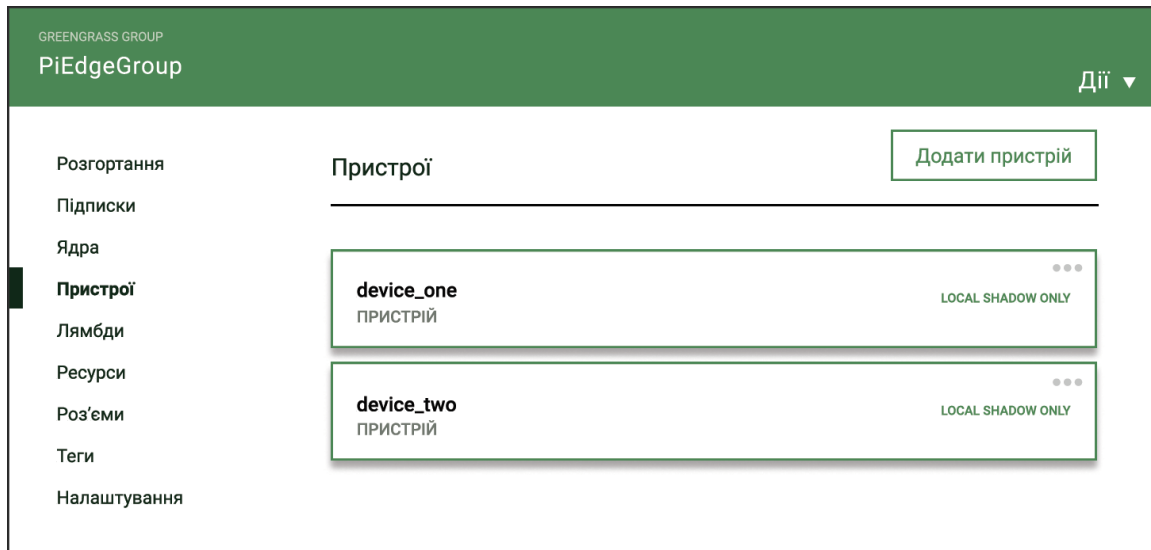 GREENGRASS GROUP
PiEdgeGroup
Дії
Розгортання
Підписки
Ядра
Пристрої
Лямбди
Ресурси
Роз’єми
Теги
Налаштування
Пристрої
Додати пристрій
device_one
ПРИСТРІЙ
LOCAL SHADOW ONLY
device_two
ПРИСТРІЙ
LOCAL SHADOW ONLY